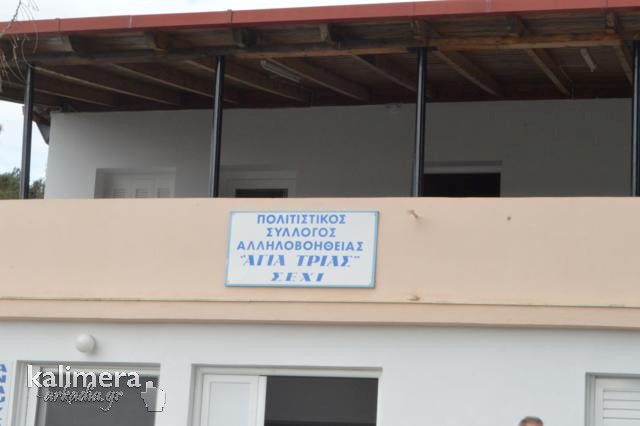 ΠΟΛΙΤΙΣΤΙΚΟΣ
ΣΥΛΛΟΓΟΣ
ΑΛΛΗΛΟΒΟΗΘΕΙΑΣ
"ΑΓΙΑ ΤΡΙΑΣ"
ΣΕΧΙ
kalimera
arkadia.gr